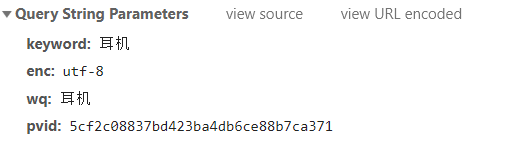 ▼ Query String Parameters view source view URL encoded
keyword: 耳机
enc: utf-8
wq: 耳机
pvid: 5cf2c08837bd423ba4db6ce88b7ca371